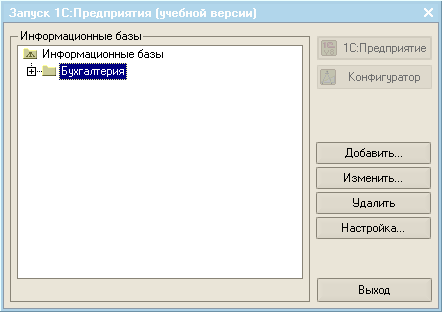 Запуск 1С:Предприятия (учебной версии)
Информационные базы
Информационные базы
Бухгалтерия
1С:Предприятие
Конфигуратор
Добавить...
Изменить...
Удалить
Настройка...
Выход